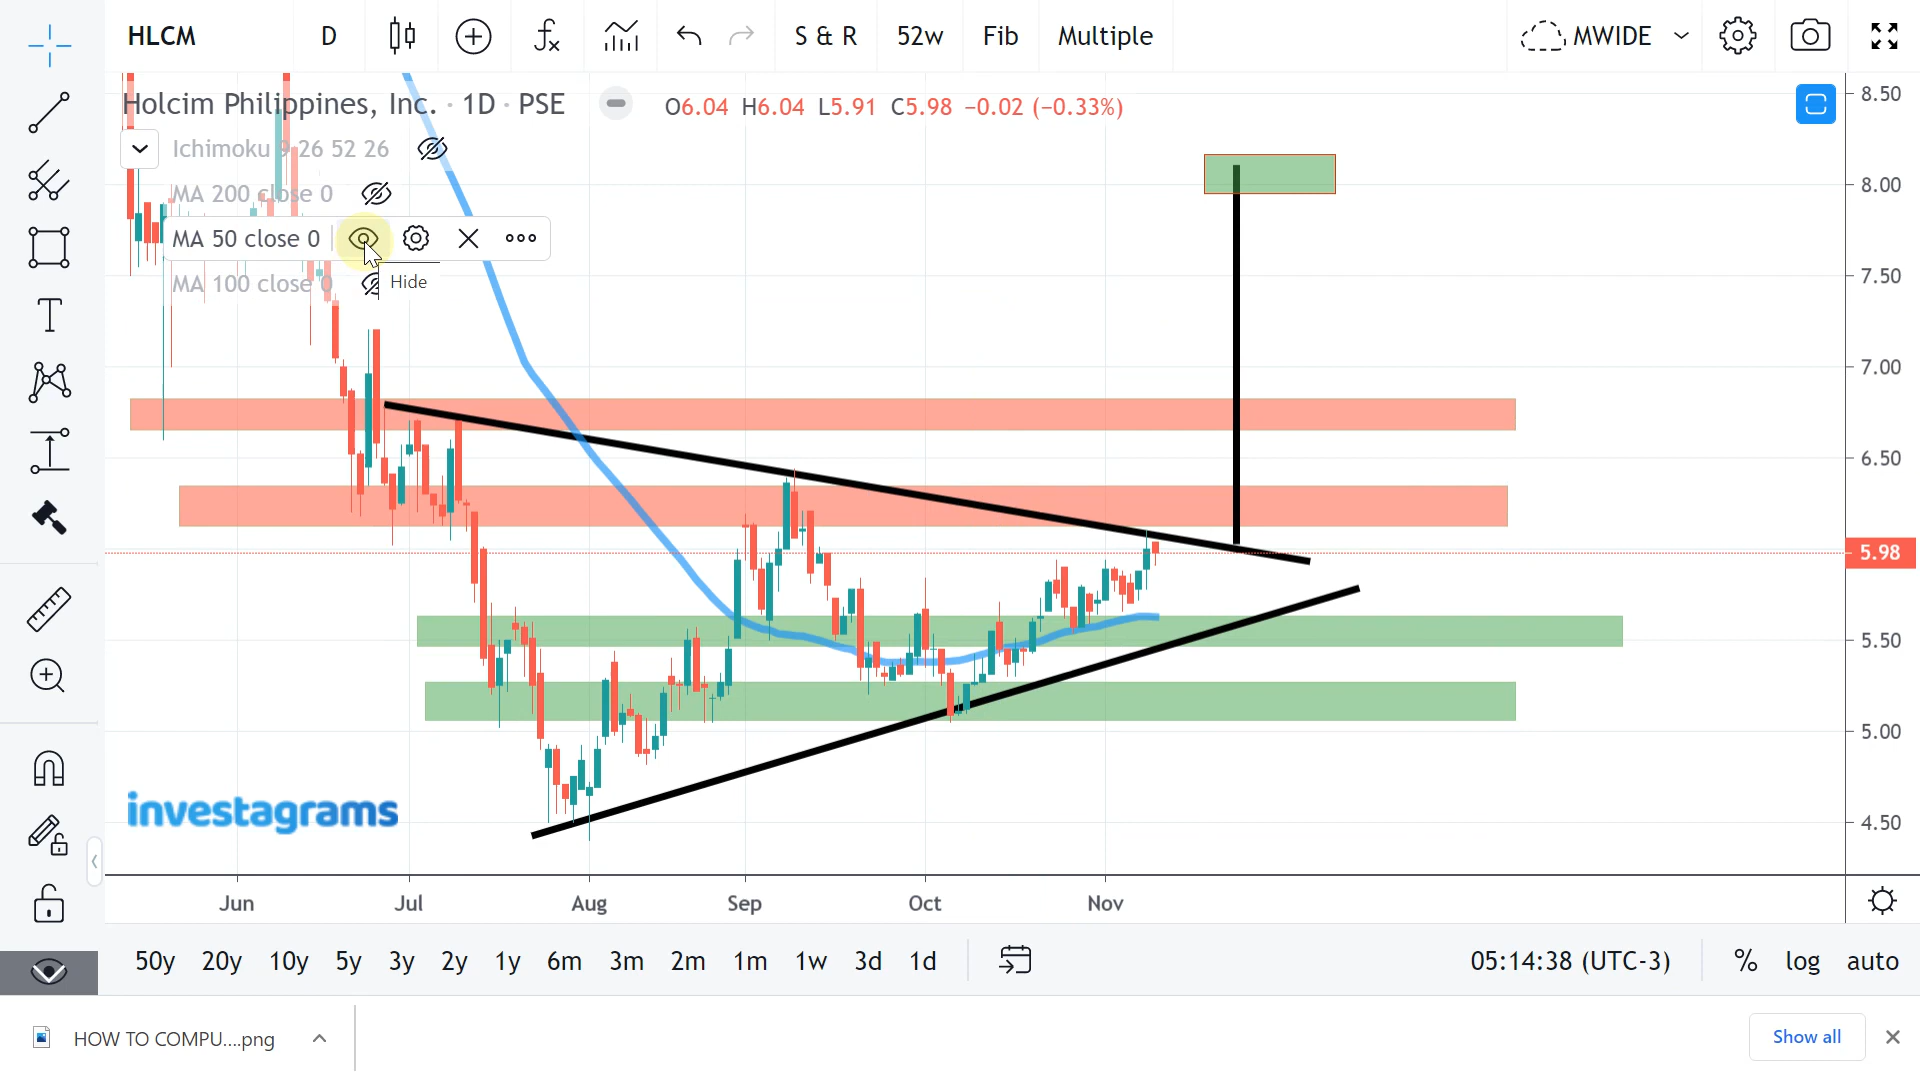 HLCM D S & R 52w Fib Multiple MWIDE
Holcim Philippines, Inc. · 1D · PSE O6.04 H6.04 L5.91 C5.98 −0.02 (−0.33%)
Ichimoku 9 26 52 26
MA 200 close 0
MA 50 close 0
MA 100 close 0
Hide
8.50
8.00
7.50
7.00
6.50
5.98
5.50
5.00
4.50
investagrams
Jun Jul Aug Sep Oct Nov
50y 20y 10y 5y 3y 2y 1y 6m 3m 2m 1m 1w 3d 1d 05:14:38 (UTC-3) % log auto
HOW TO COMPU....png Show all